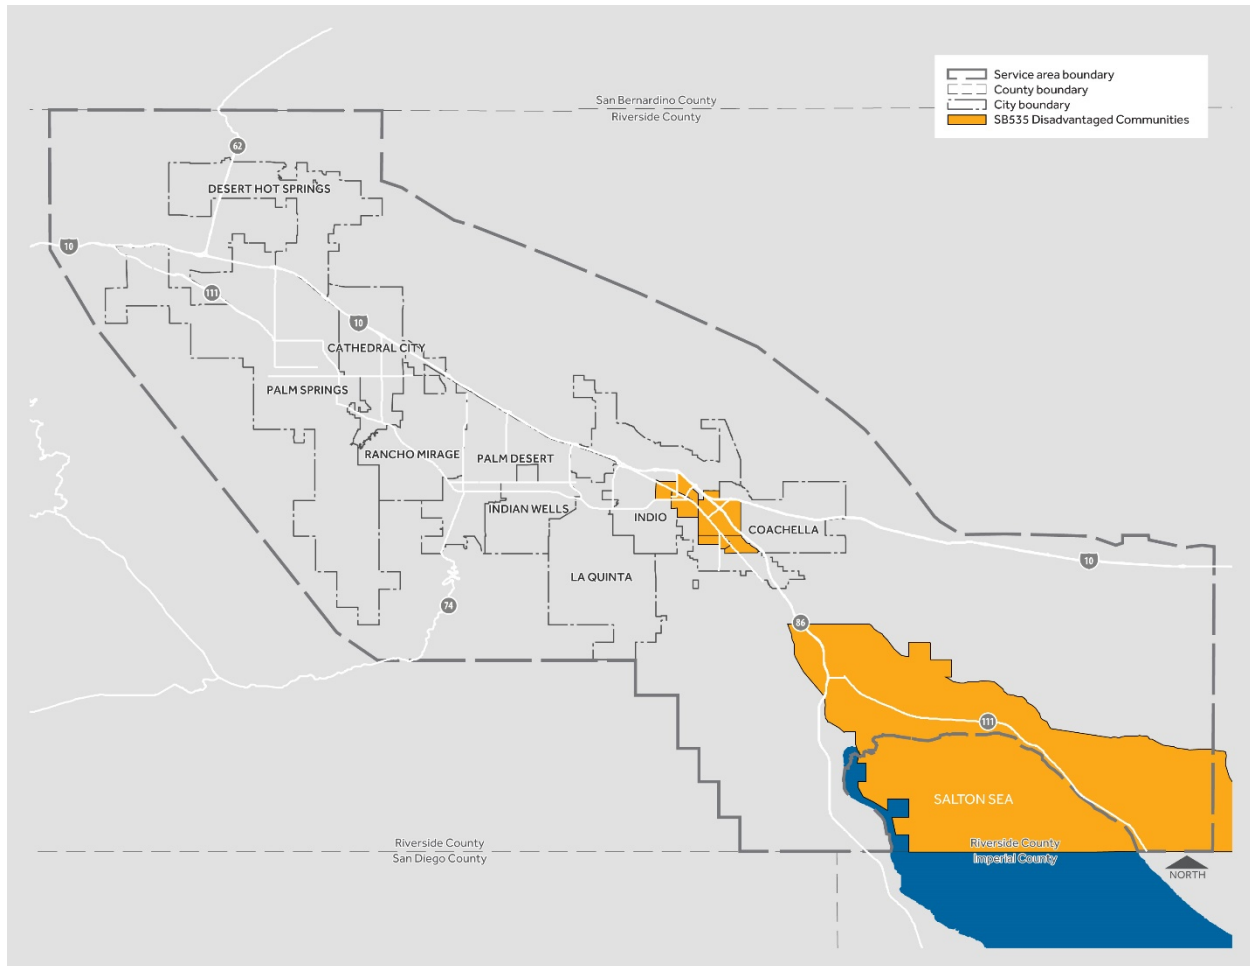 Service area boundary
County boundary
City boundary
SB535 Disadvantaged Communities
San Bernardino County
Riverside County
62
DESERT HOT SPRINGS
10
111
10
CATHEDRAL CITY
PALM SPRINGS
RANCHO MIRAGE
PALM DESERT
INDIAN WELLS
INDIO
COACHELLA
10
LA QUINTA
74
86
111
SALTON SEA
Riverside County
San Diego County
Riverside County
Imperial County
NORTH